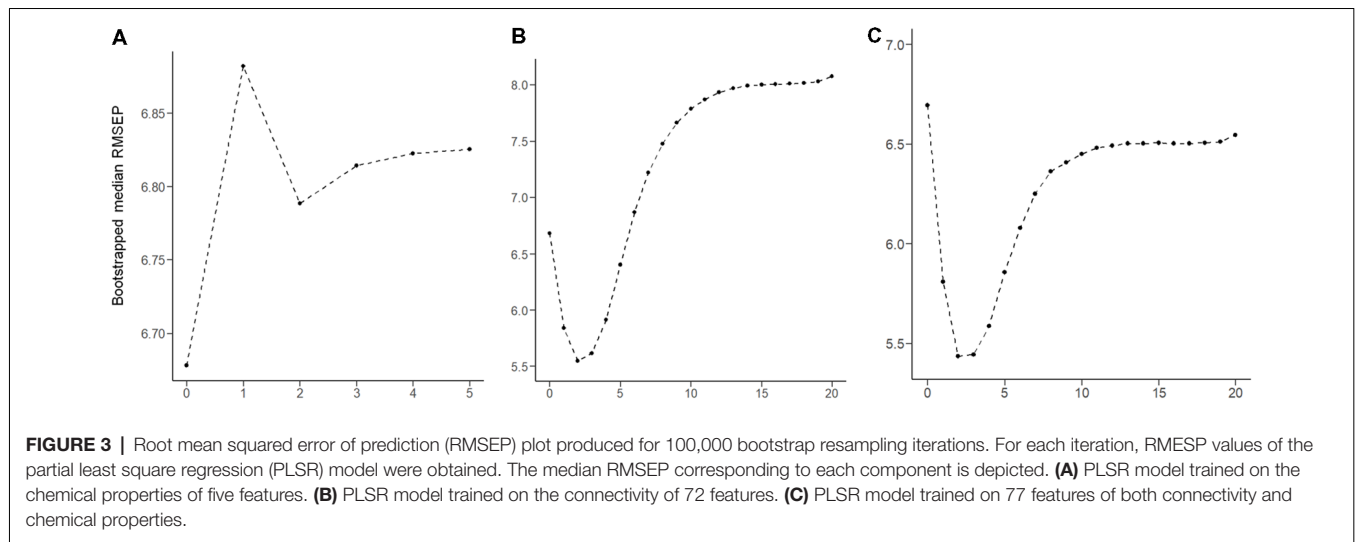 A
B
C
Bootstrapped median RMSEP
6.85
6.80
6.75
6.70
0 1 2 3 4 5
8.0
7.5
7.0
6.5
6.0
5.5
0 5 10 15 20
7.0
6.5
6.0
5.5
0 5 10 15 20
FIGURE 3 | Root mean squared error of prediction (RMSEP) plot produced for 100,000 bootstrap resampling iterations. For each iteration, RMESP values of the
partial least square regression (PLSR) model were obtained. The median RMSEP corresponding to each component is depicted. (A) PLSR model trained on the
chemical properties of five features. (B) PLSR model trained on the connectivity of 72 features. (C) PLSR model trained on 77 features of both connectivity and
chemical properties.